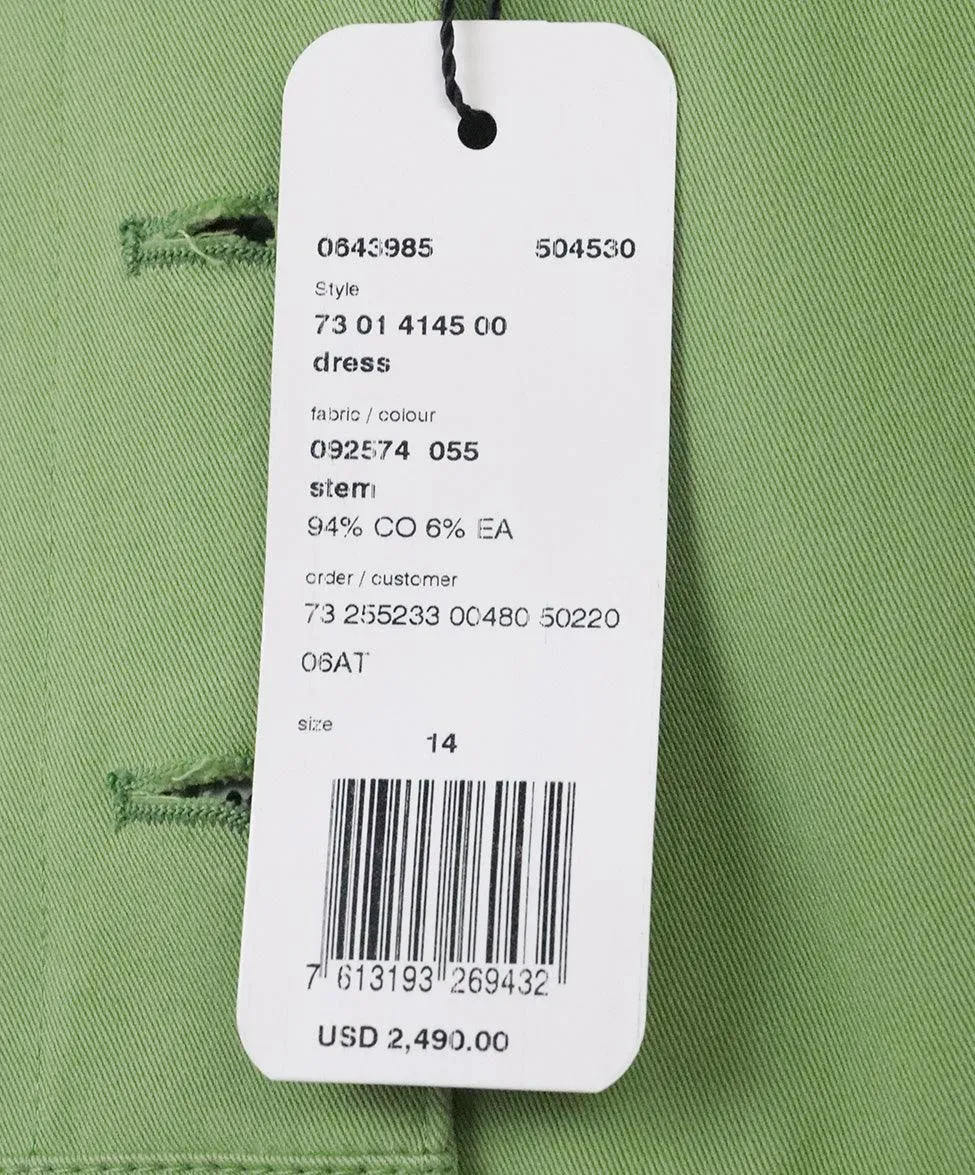 0643985 504530
Style
73 01 4145 00
dress
fabric / colour
092574 055
stem
94% CO 6% EA
order / customer
73 255233 00480 50220
06AT
size
14
7 613193 269432
USD 2,490.00